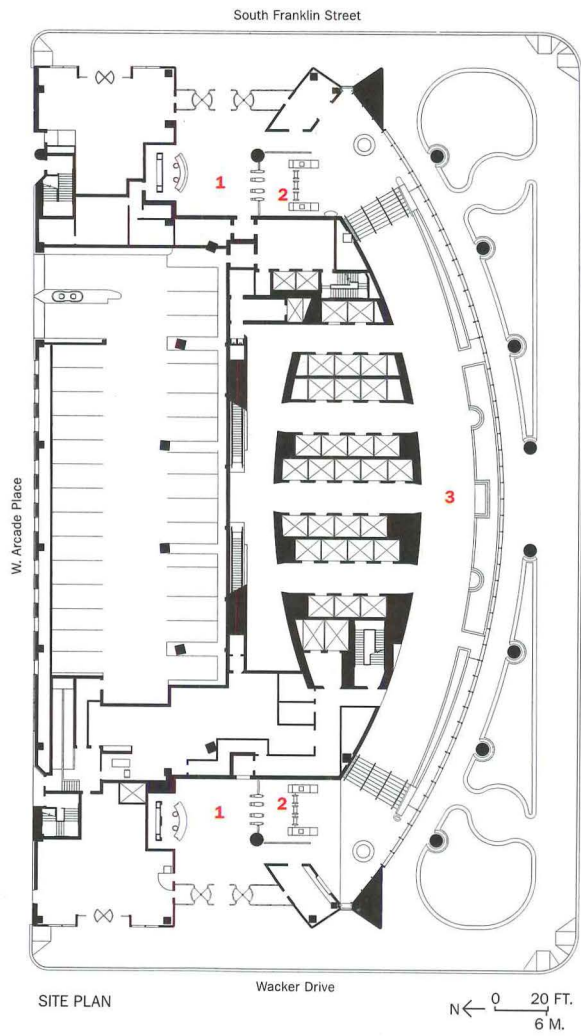 South Franklin Street
1
2
W. Arcade Place
3
1
2
Wacker Drive
SITE PLAN
N
0 20 FT.
6 M.